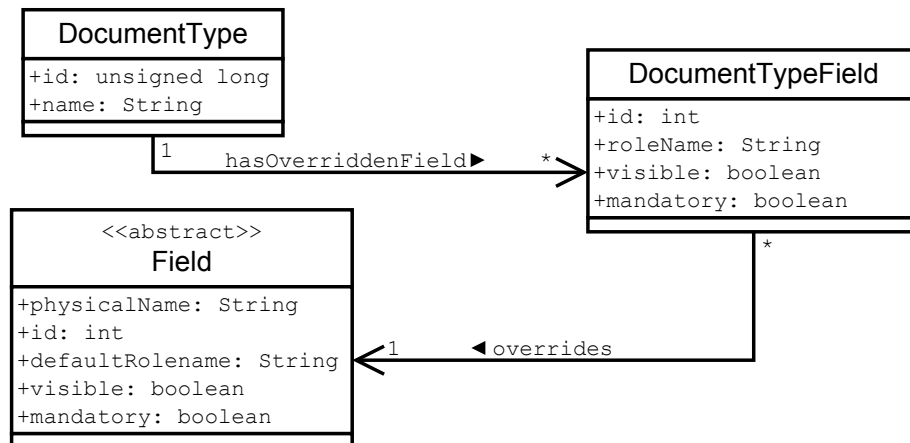 DocumentType
+id: unsigned long
+name: String
DocumentTypeField
+id: int
+roleName: String
+visible: boolean
+mandatory: boolean
1
hasOverriddenField▶
*
<<abstract>>
Field
+physicalName: String
+id: int
+defaultRolename: String
+visible: boolean
+mandatory: boolean
*
1
◀overrides